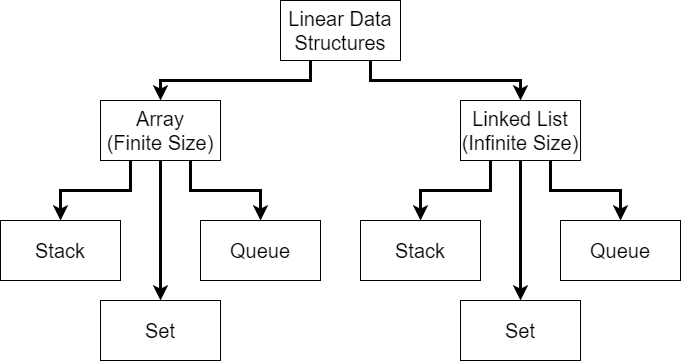 Linear Data
Structures
Array
(Finite Size)
Linked List
(Infinite Size)
Stack
Queue
Stack
Queue
Set
Set